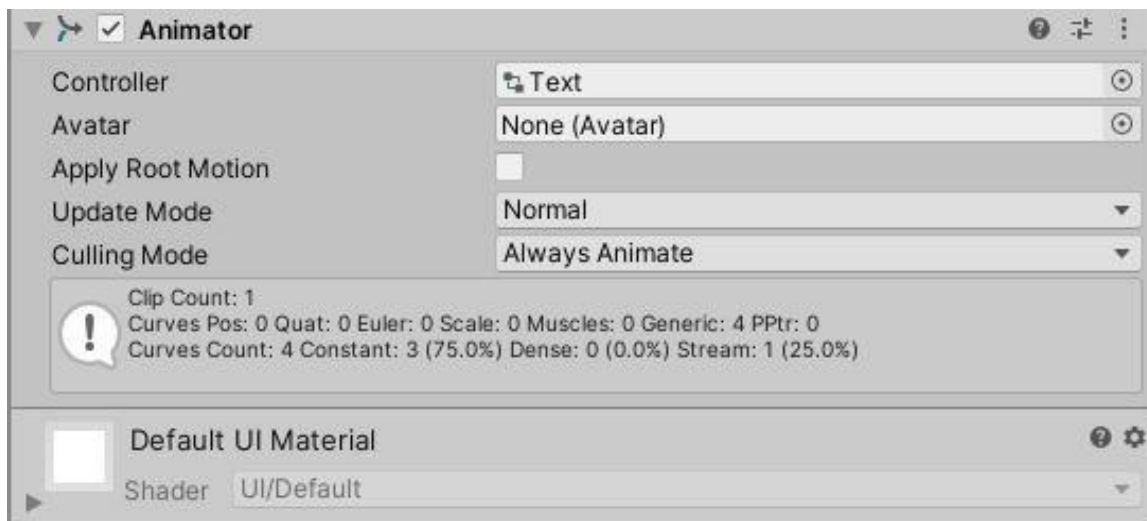 Animator
Controller Text
Avatar None (Avatar)
Apply Root Motion
Update Mode Normal
Culling Mode Always Animate
Clip Count: 1
Curves Pos: 0 Quat: 0 Euler: 0 Scale: 0 Muscles: 0 Generic: 4 PPtr: 0
Curves Count: 4 Constant: 3 (75.0%) Dense: 0 (0.0%) Stream: 1 (25.0%)
Default UI Material
Shader UI/Default